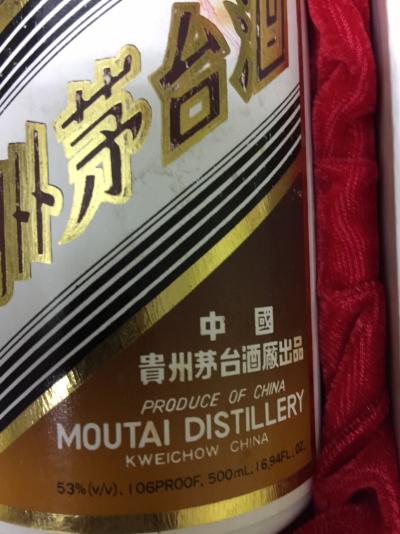 州茅台酒
中國
貴州茅台酒廠出品
PRODUCE OF CHINA
MOUTAI DISTILLERY
KWEICHOW CHINA
53% (v/v), 106PROOF, 500mL, 16,94FL, OZ.